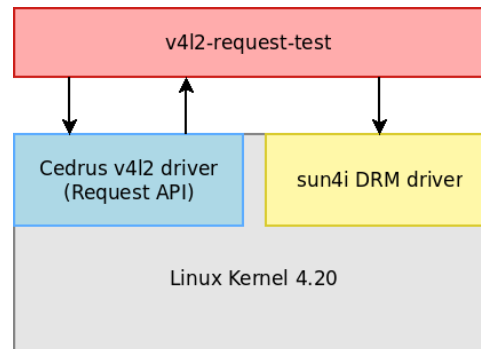 v4l2-request-test
Cedrus v4l2 driver
(Request API)
sun4i DRM driver
Linux Kernel 4.20